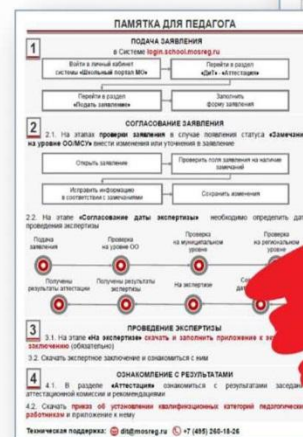 ПАМЯТКА ДЛЯ ПЕДАГОГА
1
ПОДАЧА ЗАЯВЛЕНИЯ
в Системе login.school.mosreg.ru
Войти в личный кабинет
системы «Школьный портал МО»
Перейти в раздел
«ДиТ» - «Аттестация»
Перейти в раздел
«Подать заявление»
Заполнить
форму заявления
2
СОГЛАСОВАНИЕ ЗАЯВЛЕНИЯ
2.1. На этапах проверки заявления в случае появления статуса «Замечание
на уровне ОО/МСУ» внести изменения или уточнения в заявление
Открыть заявление
Проверить поля заявления на наличие
замечаний
Исправить информацию
в соответствии с замечаниями
Сохранить изменения
2.2. На этапе «Согласование даты экспертизы» необходимо определить
проведения экспертизы
Подача
заявления
Проверка
на уровне ОО
Проверка
на муниципальном
уровне
Проверка
на региональном
уровне
Получены
результаты аттестации
Получены результаты
экспертизы
На экспертизе
3
ПРОВЕДЕНИЕ ЭКСПЕРТИЗЫ
3.1. На этапе «На экспертизе» скачать и заполнить приложение к
заключению (обязательно)
3.2. Скачать экспертное заключение и ознакомиться с ним
4
ОЗНАКОМЛЕНИЕ С РЕЗУЛЬТАТАМИ
4.1. В разделе «Аттестация» ознакомиться с результатами
аттестационной комиссии и рекомендациями
4.2. Скачать приказ об установлении квалификационных категорий
работникам и приложение к нему
Техническая поддержка: dit@mosreg.ru +7 (495) 260-18-26